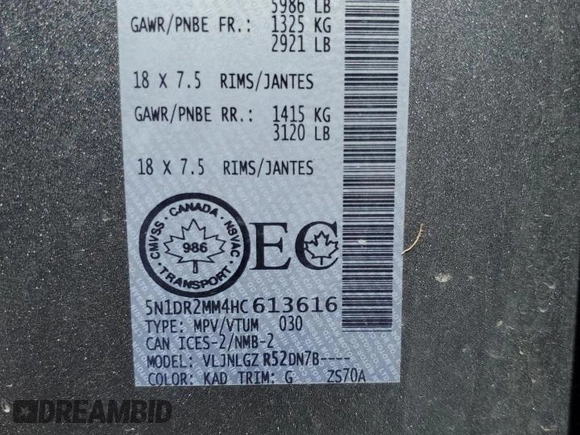 5986 LB
GAWR/PNBE FR.: 1325 KG
2921 LB
18 X 7.5 RIMS/JANTES
GAWR/PNBE RR.: 1415 KG
3120 LB
18 X 7.5 RIMS/JANTES
CANADA
CMVSS
NSVAC
986
TRANSPORT
EC
5N1DR2MM4HC613616
TYPE: MPV/VTUM 030
CAN ICES-2/NMB-2
MODEL: VLJNLGZ R52DN7B----
COLOR: KAD TRIM: G ZS70A
DREAMBID